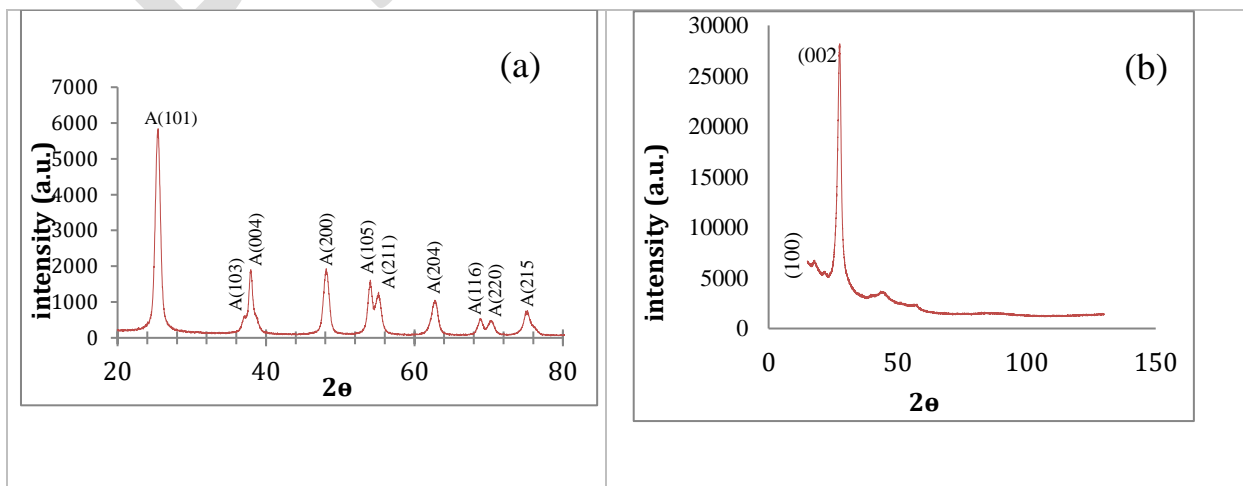 (a)
7000
6000
5000
4000
3000
2000
1000
0
intensity (a.u.)
A(101)
A(103)
A(004)
A(200)
A(105)
A(211)
A(204)
A(116)
A(220)
A(215
20 40 60 80
2ɵ
(b)
30000
25000
20000
15000
10000
5000
0
intensity (a.u.)
(002
(100)
0 50 100 150
2ɵ